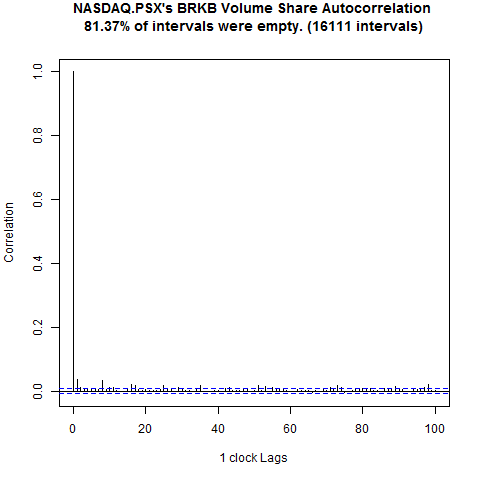 NASDAQ.PSX's BRKB Volume Share Autocorrelation
81.37% of intervals were empty. (16111 intervals)
1.0
0.8
0.6
0.4
0.2
0.0
Correlation
0 20 40 60 80 100
1 clock Lags